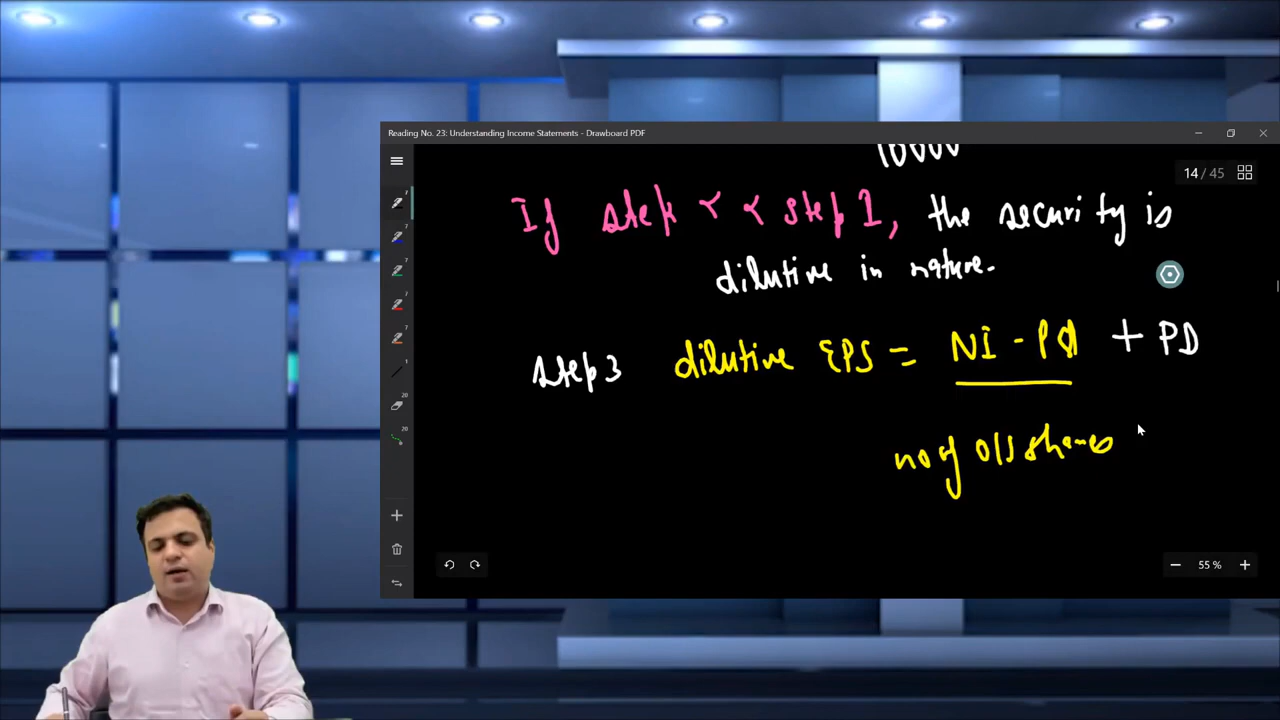 Reading No. 23: Understanding Income Statements - Drawboard PDF
14 / 45
10000
If step < < step 1, the security is
dilutive in nature.
Step 3 dilutive EPS = NI - Pd + PD
no of o/s shares
55 %